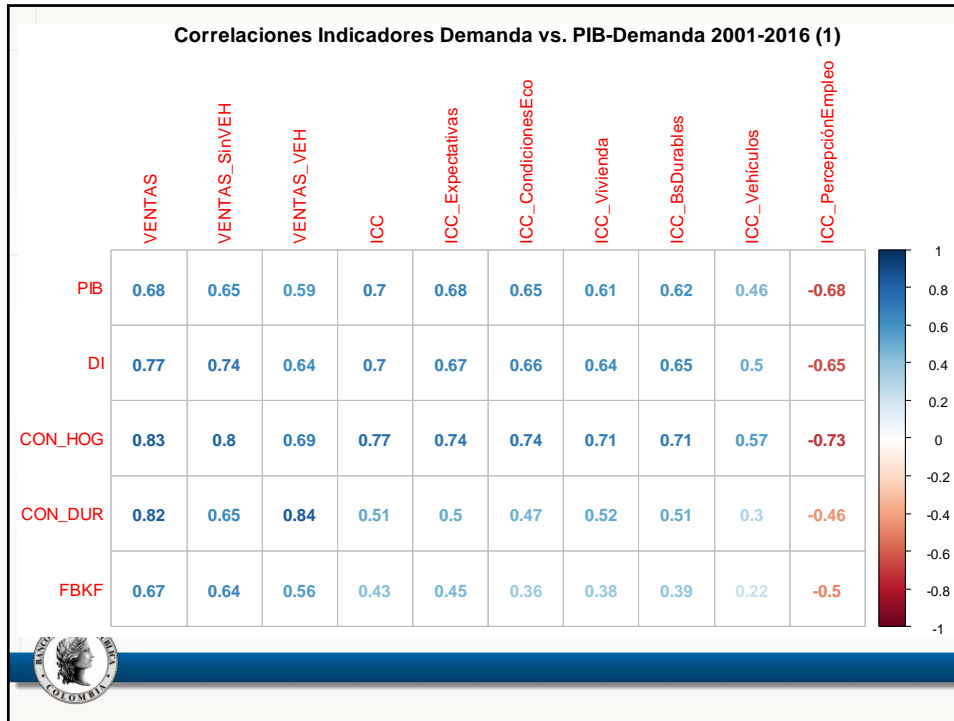 Correlaciones Indicadores Demanda vs. PIB-Demanda 2001-2016 (1)
VENTAS VENTAS_SinVEH VENTAS_VEH ICC ICC_Expectativas ICC_CondicionesEco ICC_Vivienda ICC_BsDurables ICC_Vehículos ICC_PercepciónEmpleo
PIB 0.68 0.65 0.59 0.7 0.68 0.65 0.61 0.62 0.46 -0.68
DI 0.77 0.74 0.64 0.7 0.67 0.66 0.64 0.65 0.5 -0.65
CON_HOG 0.83 0.8 0.69 0.77 0.74 0.74 0.71 0.71 0.57 -0.73
CON_DUR 0.82 0.65 0.84 0.51 0.5 0.47 0.52 0.51 0.3 -0.46
FBKF 0.67 0.64 0.56 0.43 0.45 0.36 0.38 0.39 0.22 -0.5
1
0.8
0.6
0.4
0.2
0
-0.2
-0.4
-0.6
-0.8
-1
COLOMBIA